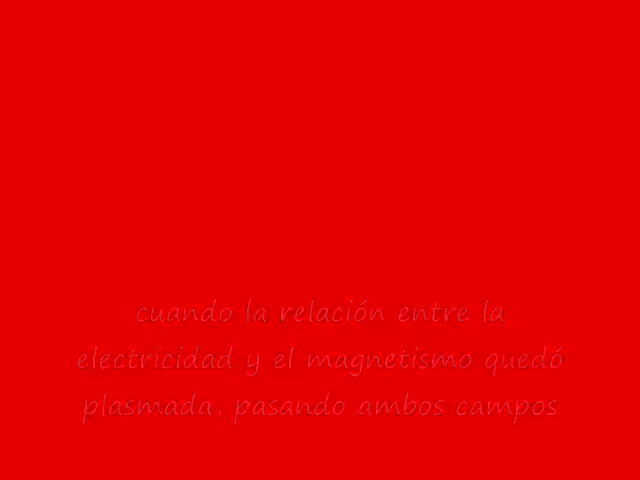 cuando la relación entre la
electricidad y el magnetismo quedó
plasmada, pasando ambos campos